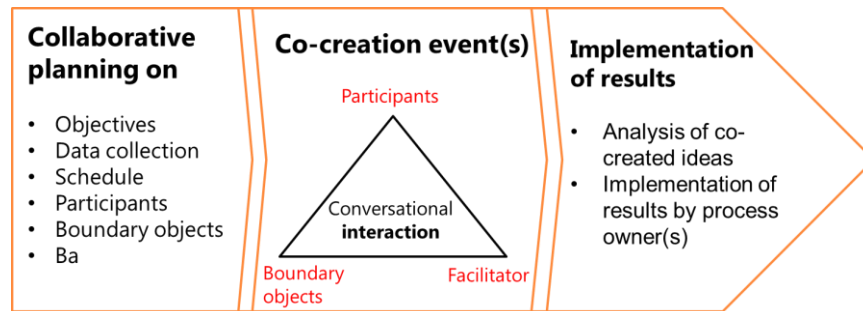 Collaborative
planning on
• Objectives
• Data collection
• Schedule
• Participants
• Boundary objects
• Ba
Co-creation event(s)
Participants
Conversational
interaction
Boundary
objects
Facilitator
Implementation
of results
• Analysis of co-
created ideas
• Implementation of
results by process
owner(s)